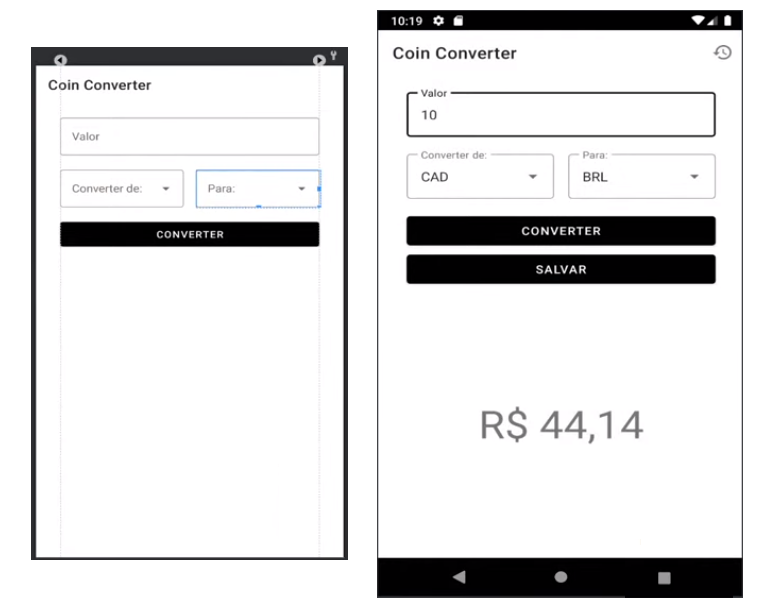 Coin Converter
Valor
Converter de:
Para:
CONVERTER
10:19
Coin Converter
Valor
10
Converter de:
Para:
CAD
BRL
CONVERTER
SALVAR
R$ 44,14